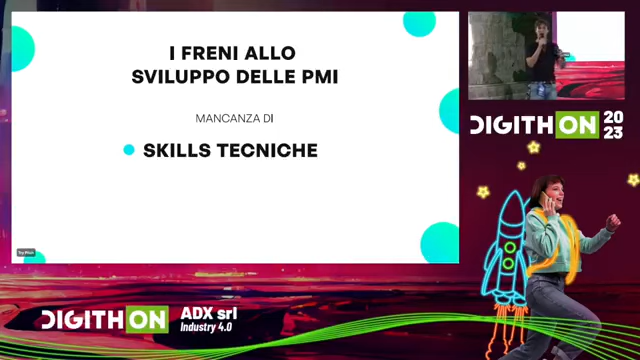 I FRENI ALLO
SVILUPPO DELLE PMI
MANCANZA DI
SKILLS TECNICHE
DIGITHON
20
23
DIGITHON
ADX srl
Industry 4.0